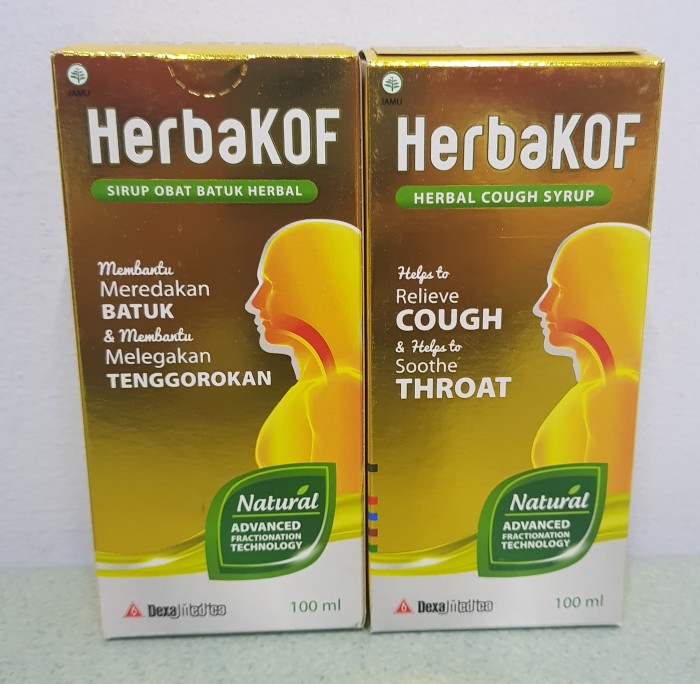 JAMU
HerbaKOF
SIRUP OBAT BATUK HERBAL
Membantu
Meredakan
BATUK
& Membantu
Melegakan
TENGGOROKAN
Natural
ADVANCED
FRACTIONATION
TECHNOLOGY
Dexa
100 ml
JAMU
HerbaKOF
HERBAL COUGH SYRUP
Helps to
Relieve
COUGH
& Helps to
Soothe
THROAT
Natural
ADVANCED
FRACTIONATION
TECHNOLOGY
Dexa
100 ml